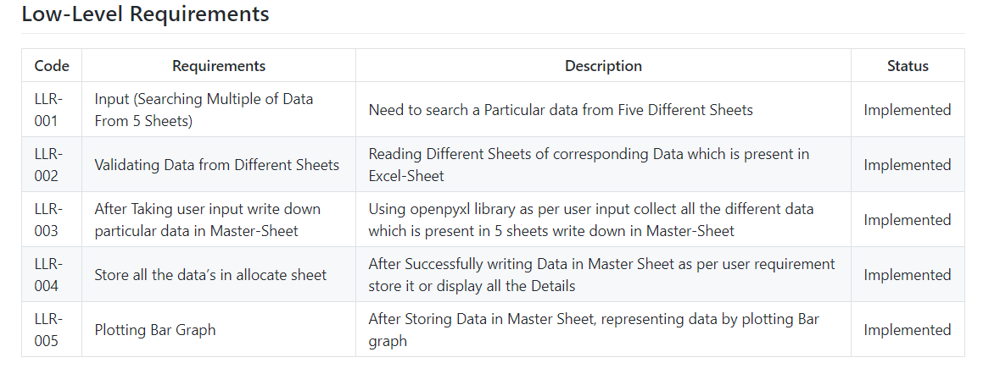 Low-Level Requirements
Code Requirements Description Status
LLR-001 Input (Searching Multiple of Data From 5 Sheets) Need to search a Particular data from Five Different Sheets Implemented
LLR-002 Validating Data from Different Sheets Reading Different Sheets of corresponding Data which is present in Excel-Sheet Implemented
LLR-003 After Taking user input write down particular data in Master-Sheet Using openpyxl library as per user input collect all the different data which is present in 5 sheets write down in Master-Sheet Implemented
LLR-004 Store all the data’s in allocate sheet After Successfully writing Data in Master Sheet as per user requirement store it or display all the Details Implemented
LLR-005 Plotting Bar Graph After Storing Data in Master Sheet, representing data by plotting Bar graph Implemented